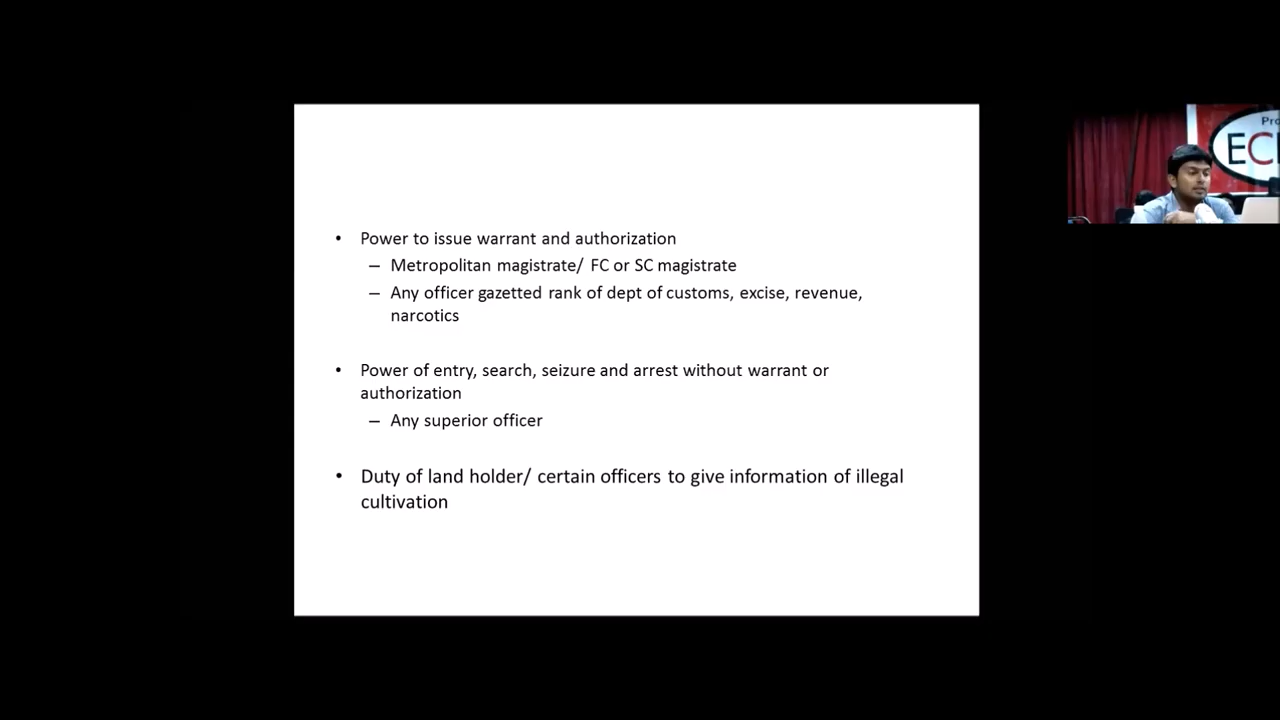 Pro
EC
• Power to issue warrant and authorization
– Metropolitan magistrate/ FC or SC magistrate
– Any officer gazetted rank of dept of customs, excise, revenue,
narcotics
• Power of entry, search, seizure and arrest without warrant or
authorization
– Any superior officer
• Duty of land holder/ certain officers to give information of illegal
cultivation